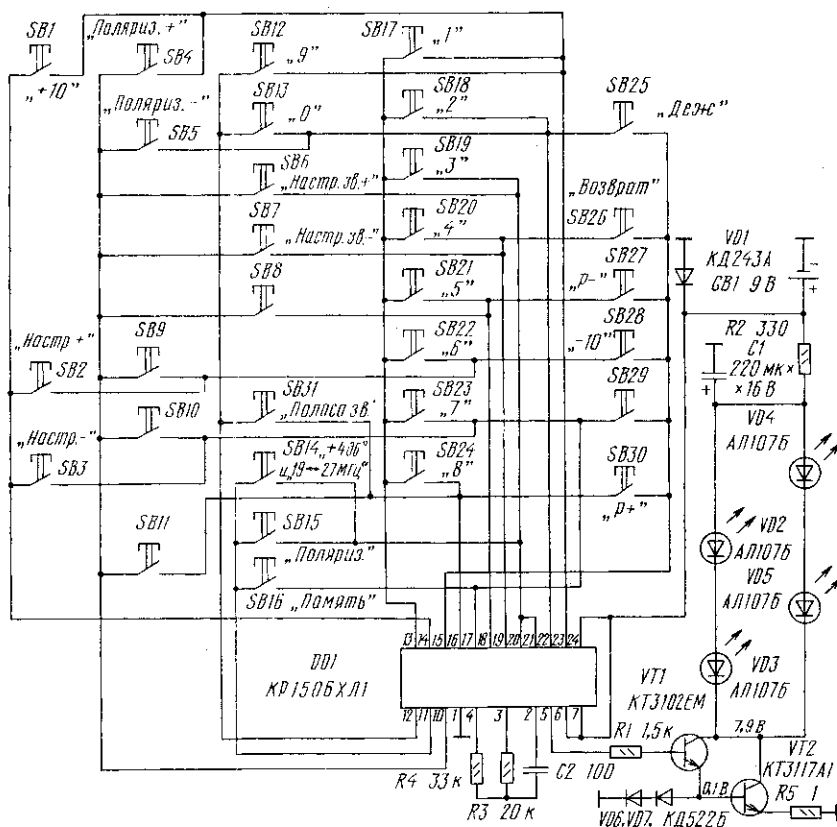 SB1
„+10”
„Поляриз.+”
SB4
„Поляриз.-”
SB5
SB12
„9”
SB13
„0”
SB6
„Настр.зв.+”
SB7
„Настр.зв.-”
SB8
SB17
„1”
SB18
„2”
SB19
„3”
SB20
„4”
SB21
„5”
SB22
„6”
SB23
„7”
SB24
„8”
SB25
„Деж”
„Возврат”
SB26
SB27
„Р-”
SB28
„-10”
SB29
SB30
„Р+”
„Настр+”
SB2
SB9
SB10
„Настр.-”
SB3
SB11
SB31
„Полоса зв.”
SB14 „+4дб”
и „19↔27МГц”
SB15
„Поляриз.”
SB16 „Память”
VD1
КД243А
GB1 9 В
- +
R2 330
C1
220 мк ×
× 16 В
+
VD4
АЛ107Б
VD2
АЛ107Б
VD5
АЛ107Б
VD3
АЛ107Б
13 14 15 16 17 18 19 20 21 22 23 24
DD1
КР1506ХЛ1
12 11 10 1 4 3 2 5 6 7
R4 33 к
R3 20 к
C2 100
R1 1,5 к
VT1
КТ3102ЕМ
7,9 В
VT2
КТ3117А1
0,1 В
R5 1
VD6, VD7, КД522Б